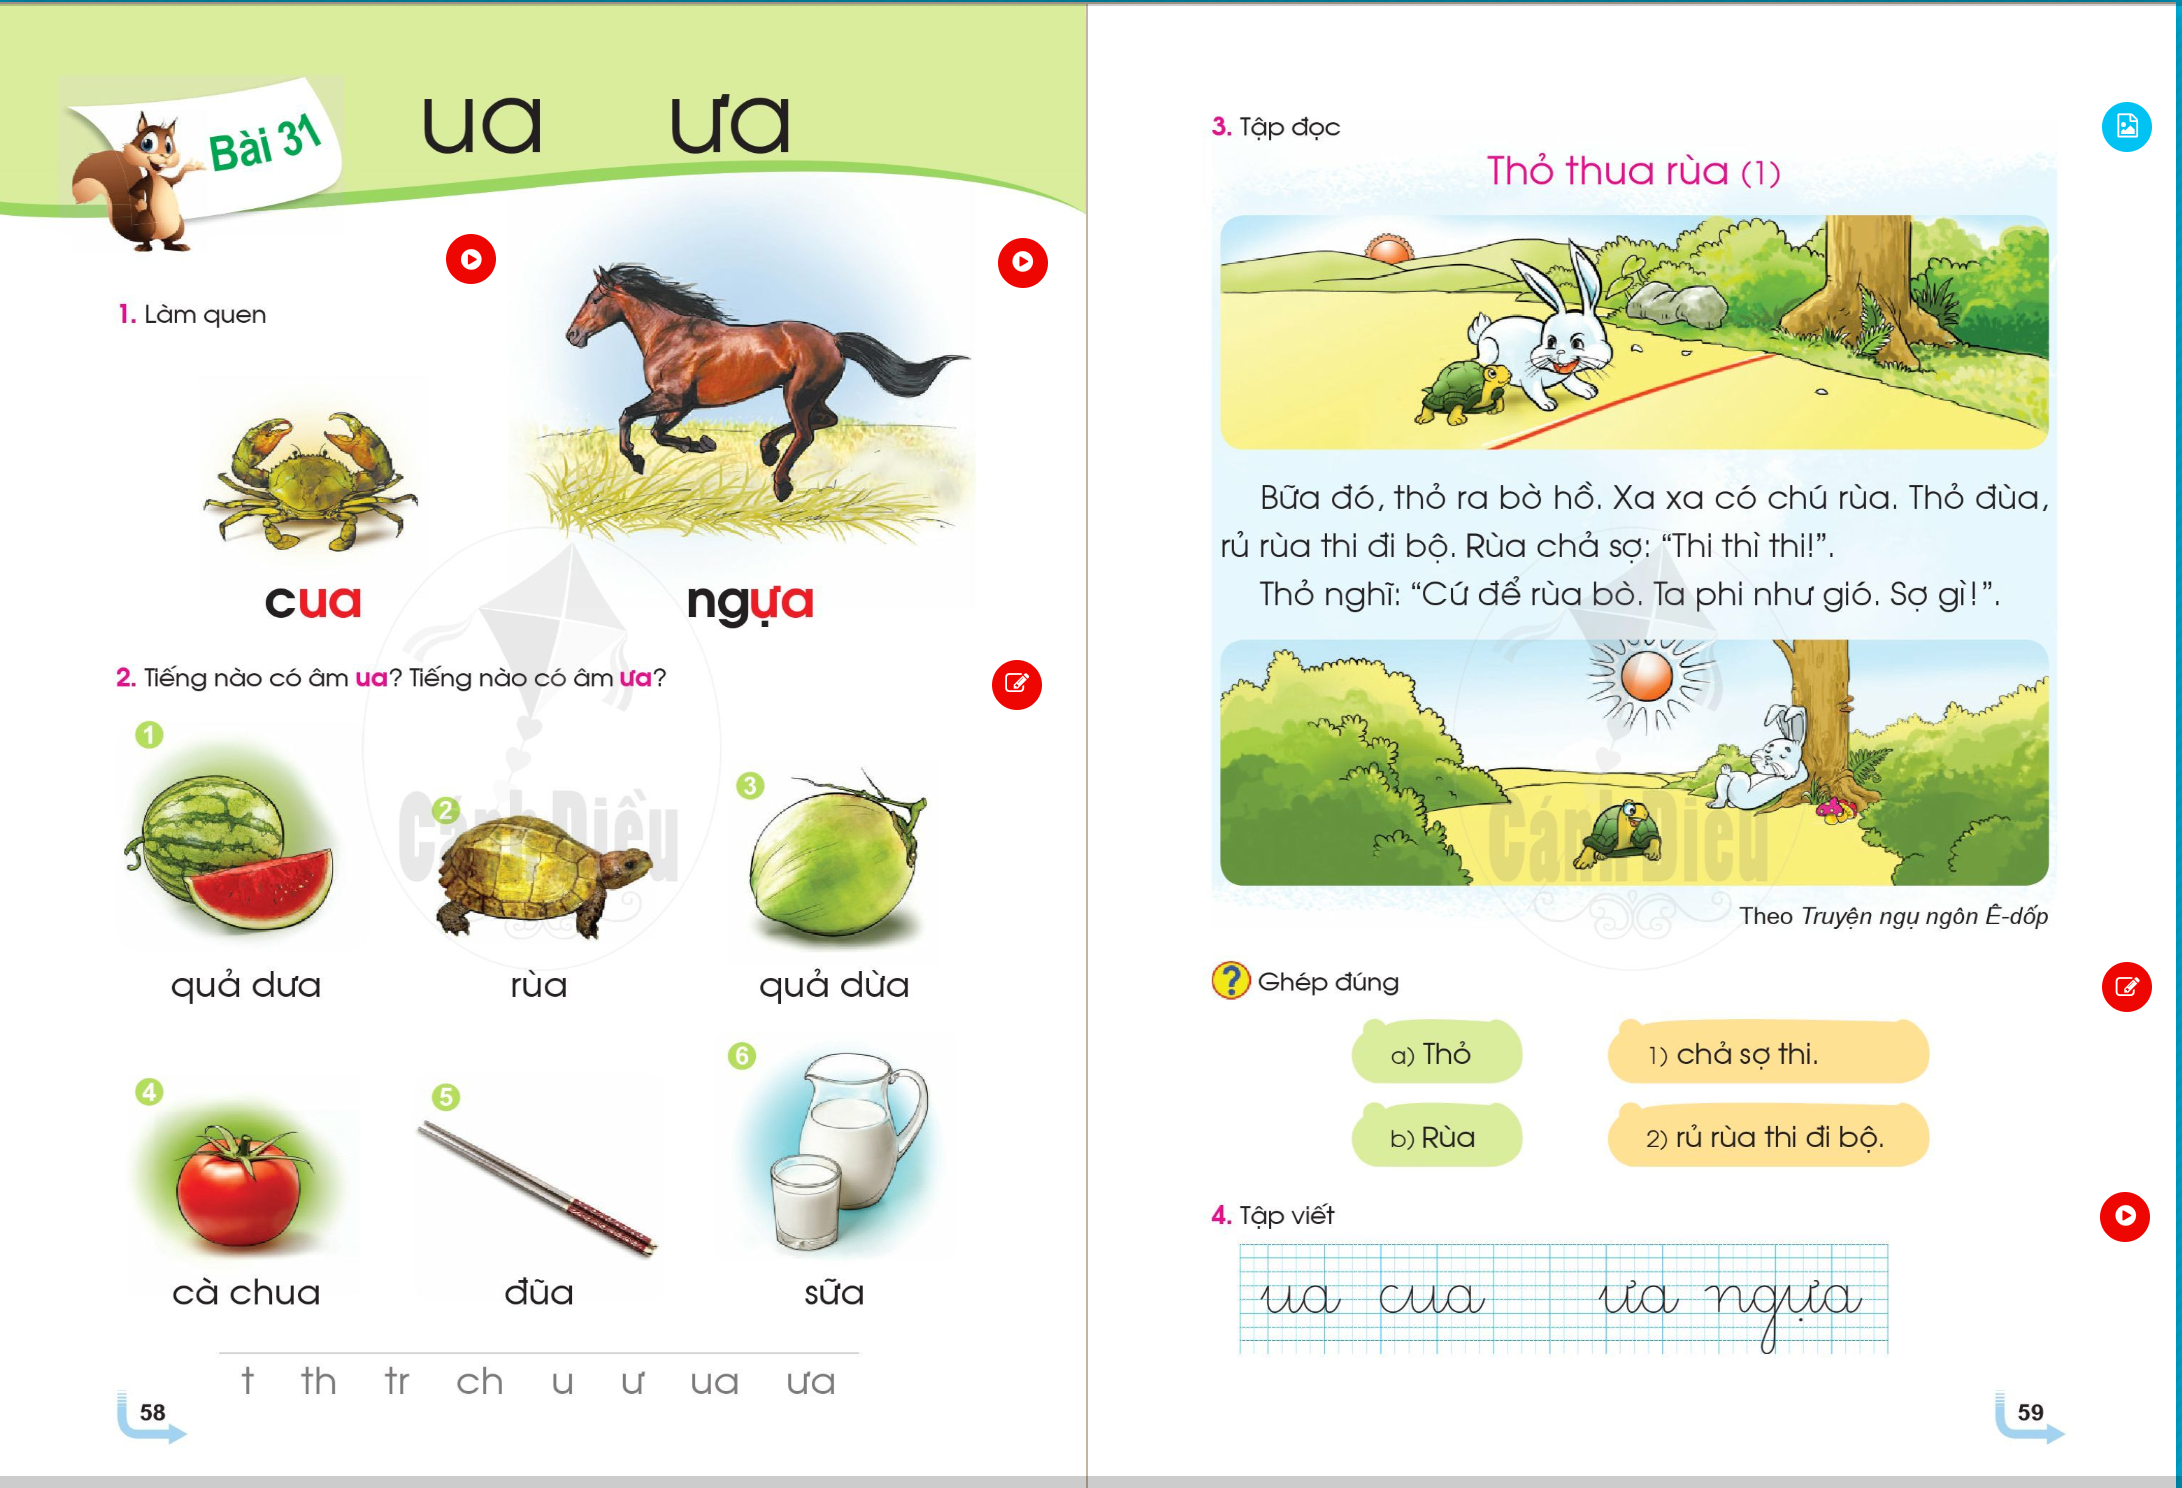 Bài 31
ua ưa
1. Làm quen
cua
ngựa
2. Tiếng nào có âm ua? Tiếng nào có âm ưa?
1
2
3
quả dưa
rùa
quả dừa
4
5
6
cà chua
đũa
sữa
t th tr ch u ư ua ưa
58
Cánh Diều
3. Tập đọc
Thỏ thua rùa (1)
Bữa đó, thỏ ra bờ hồ. Xa xa có chú rùa. Thỏ đùa,
rủ rùa thi đi bộ. Rùa chả sợ: “Thi thì thi!”.
Thỏ nghĩ: “Cứ để rùa bò. Ta phi như gió. Sợ gì!”.
Cánh Diều
Theo Truyện ngụ ngôn Ê-dốp
? Ghép đúng
a) Thỏ
1) chả sợ thi.
b) Rùa
2) rủ rùa thi đi bộ.
4. Tập viết
ua cua ưa ngựa
59